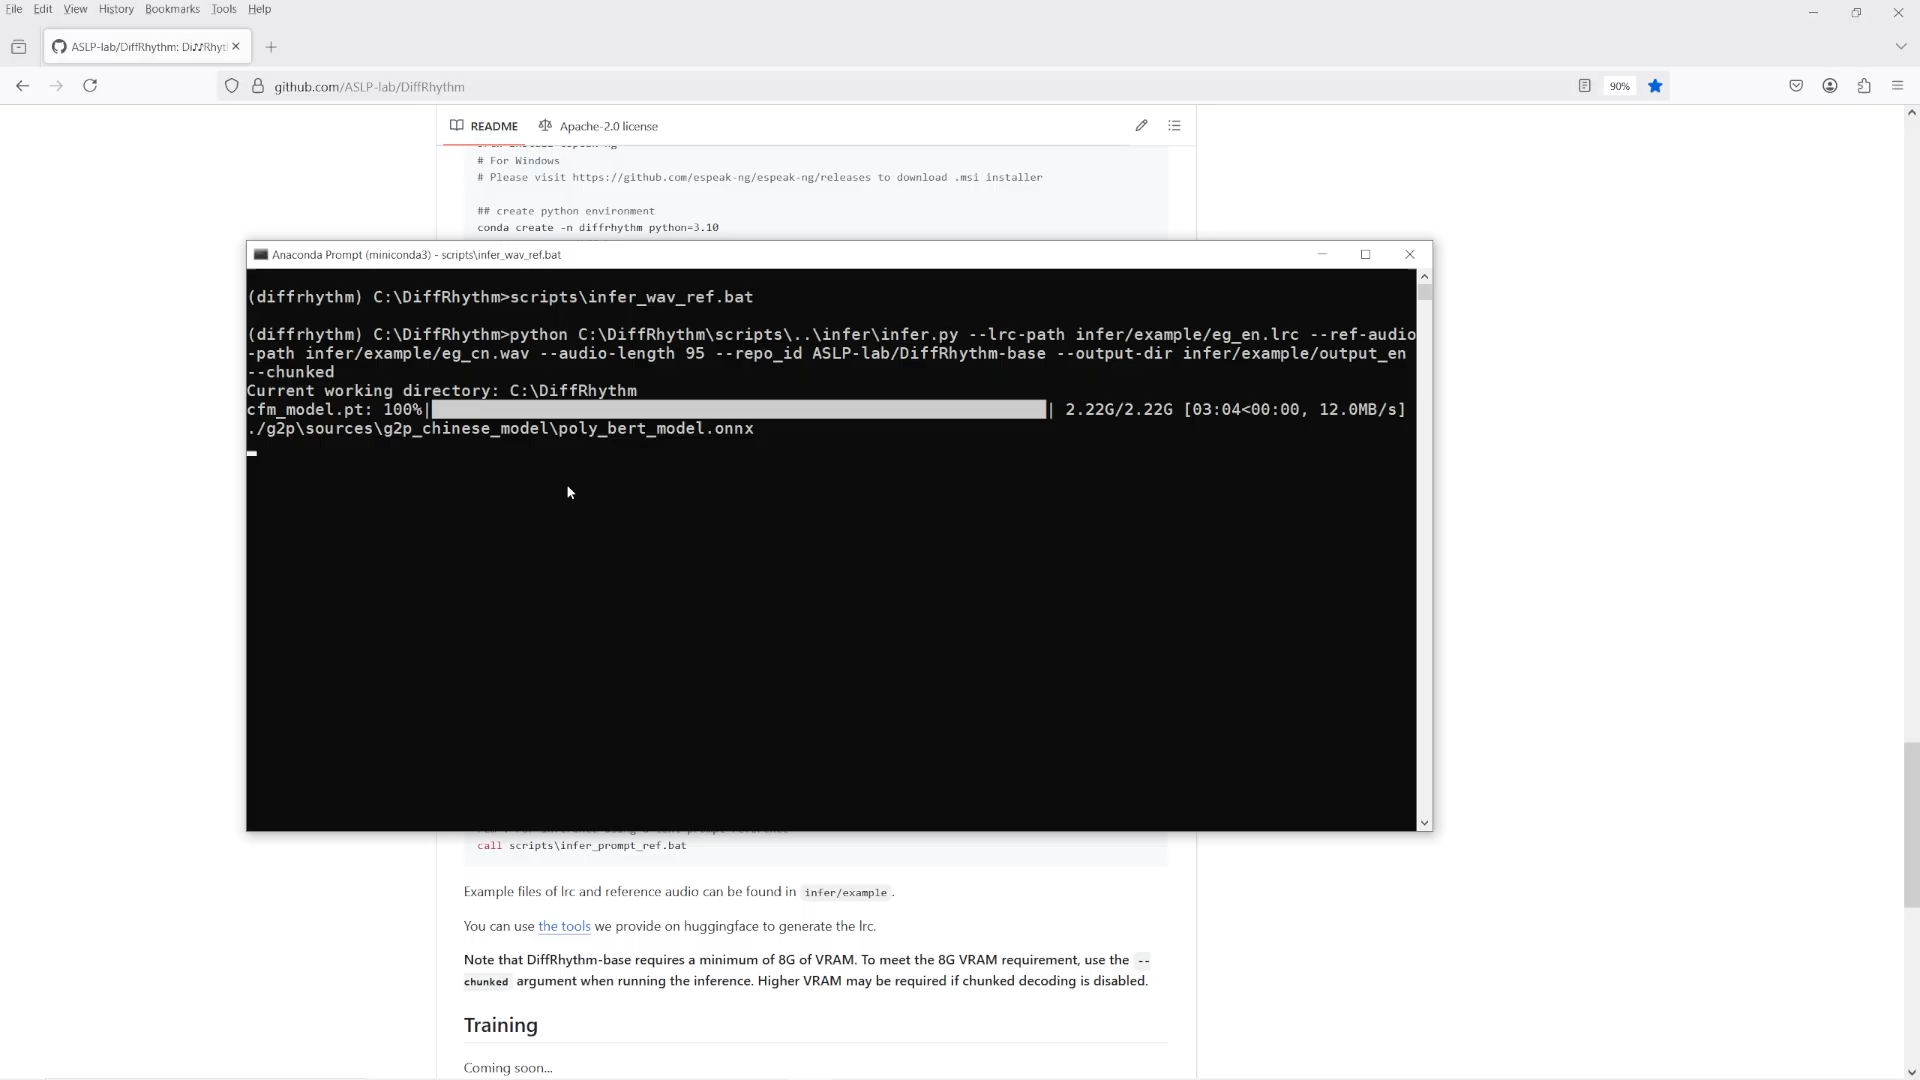 File Edit View History Bookmarks Tools Help
ASLP-lab/DiffRhythm: Di♪♪Rhyt
github.com/ASLP-lab/DiffRhythm
90%
README
Apache-2.0 license
# For Windows
# Please visit https://github.com/espeak-ng/espeak-ng/releases to download .msi installer
## create python environment
conda create -n diffrhythm python=3.10
Anaconda Prompt (miniconda3) - scripts\infer_wav_ref.bat
(diffrhythm) C:\DiffRhythm>scripts\infer_wav_ref.bat
(diffrhythm) C:\DiffRhythm>python C:\DiffRhythm\scripts\..\infer\infer.py --lrc-path infer/example/eg_en.lrc --ref-audio
-path infer/example/eg_cn.wav --audio-length 95 --repo_id ASLP-lab/DiffRhythm-base --output-dir infer/example/output_en
--chunked
Current working directory: C:\DiffRhythm
cfm_model.pt: 100%| | 2.22G/2.22G [03:04<00:00, 12.0MB/s]
./g2p\sources\g2p_chinese_model\poly_bert_model.onnx
call scripts\infer_prompt_ref.bat
Example files of lrc and reference audio can be found in infer/example .
You can use the tools we provide on huggingface to generate the lrc.
Note that DiffRhythm-base requires a minimum of 8G of VRAM. To meet the 8G VRAM requirement, use the --
chunked argument when running the inference. Higher VRAM may be required if chunked decoding is disabled.
Training
Coming soon...